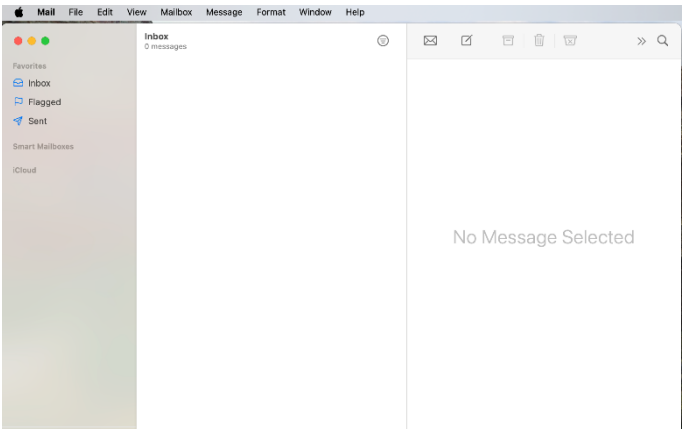 Mail File Edit View Mailbox Message Format Window Help
Inbox
0 messages
Favorites
Inbox
Flagged
Sent
Smart Mailboxes
iCloud
No Message Selected